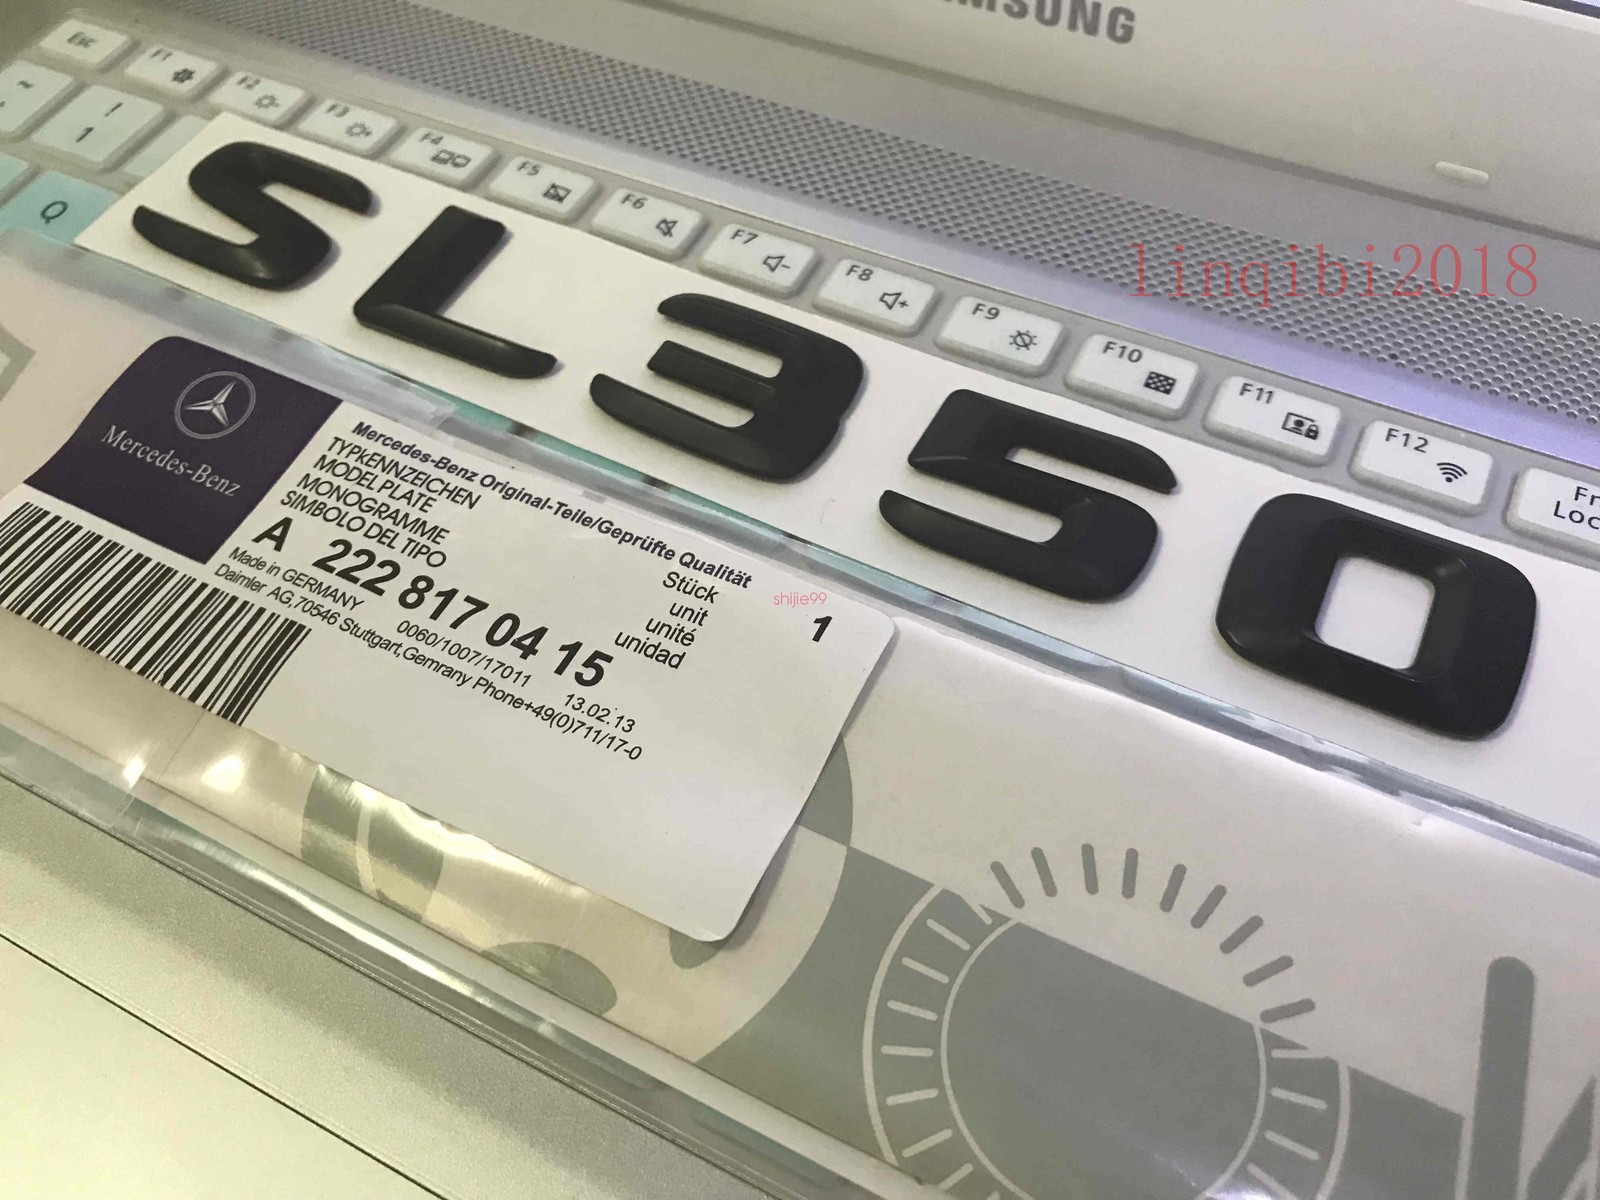 SAMSUNG
Esc
F1
F2
F3
F4
F5
F6
F7
F8
F9
F10
F11
F12
~
!
1
Q
linqibi2018
SL350
Mercedes-Benz
Mercedes-Benz Original-Teile/Geprüfte Qualität
TYPkENNZEICHEN
MODEL PLATE
MONOGRAMME
SIMBOLO DEL TIPO
Stück
unit
unité
unidad
1
shijie99
A 222 817 04 15
Made in GERMANY 0060/1007/17011 13.02.13
Daimler AG,70546 Stuttgart,Gemrany Phone+49(0)711/17-0